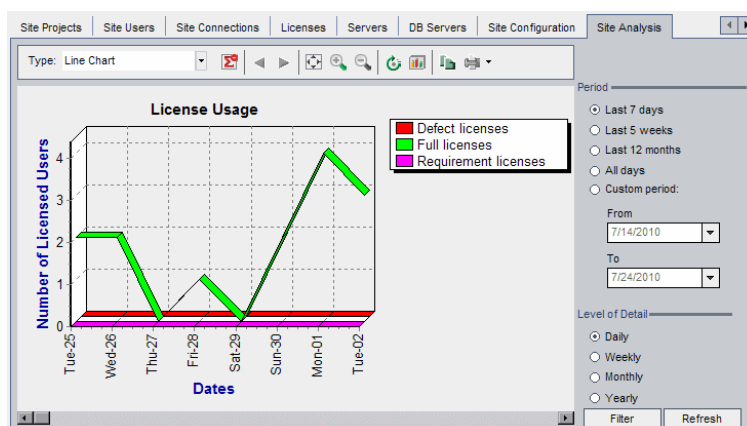 Site Projects Site Users Site Connections Licenses Servers DB Servers Site Configuration Site Analysis
Type: Line Chart
License Usage
Defect licenses
Full licenses
Requirement licenses
Number of Licensed Users
4
3
2
1
0
Tue-25 Wed-26 Thu-27 Fri-28 Sat-29 Sun-30 Mon-01 Tue-02
Dates
Period
Last 7 days
Last 5 weeks
Last 12 months
All days
Custom period:
From
7/14/2010
To
7/24/2010
Level of Detail
Daily
Weekly
Monthly
Yearly
Filter Refresh